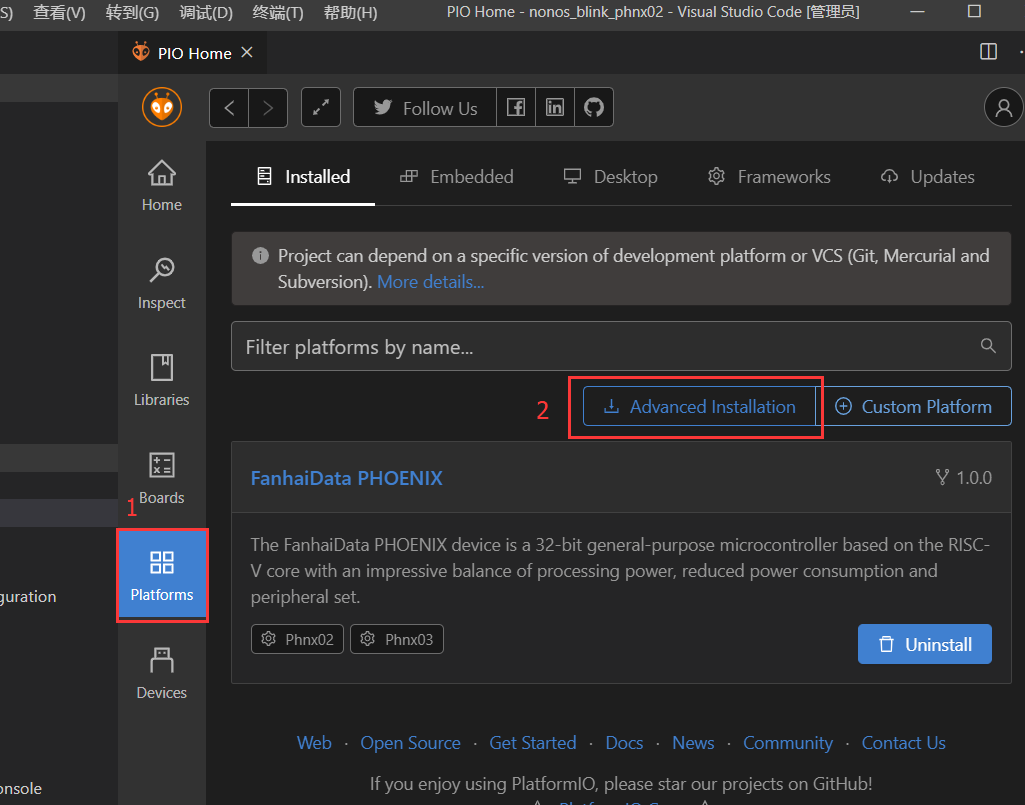 S) 查看(V) 转到(G) 调试(D) 终端(T) 帮助(H) PIO Home - nonos_blink_phnx02 - Visual Studio Code [管理员]
PIO Home
Follow Us
Home
Inspect
Libraries
Boards
1
Platforms
Devices
Installed Embedded Desktop Frameworks Updates
Project can depend on a specific version of development platform or VCS (Git, Mercurial and
Subversion). More details...
Filter platforms by name...
2 Advanced Installation Custom Platform
FanhaiData PHOENIX 1.0.0
The FanhaiData PHOENIX device is a 32-bit general-purpose microcontroller based on the RISC-
V core with an impressive balance of processing power, reduced power consumption and
peripheral set.
Phnx02 Phnx03
Uninstall
Web · Open Source · Get Started · Docs · News · Community · Contact Us
If you enjoy using PlatformIO, please star our projects on GitHub!
guration
onsole